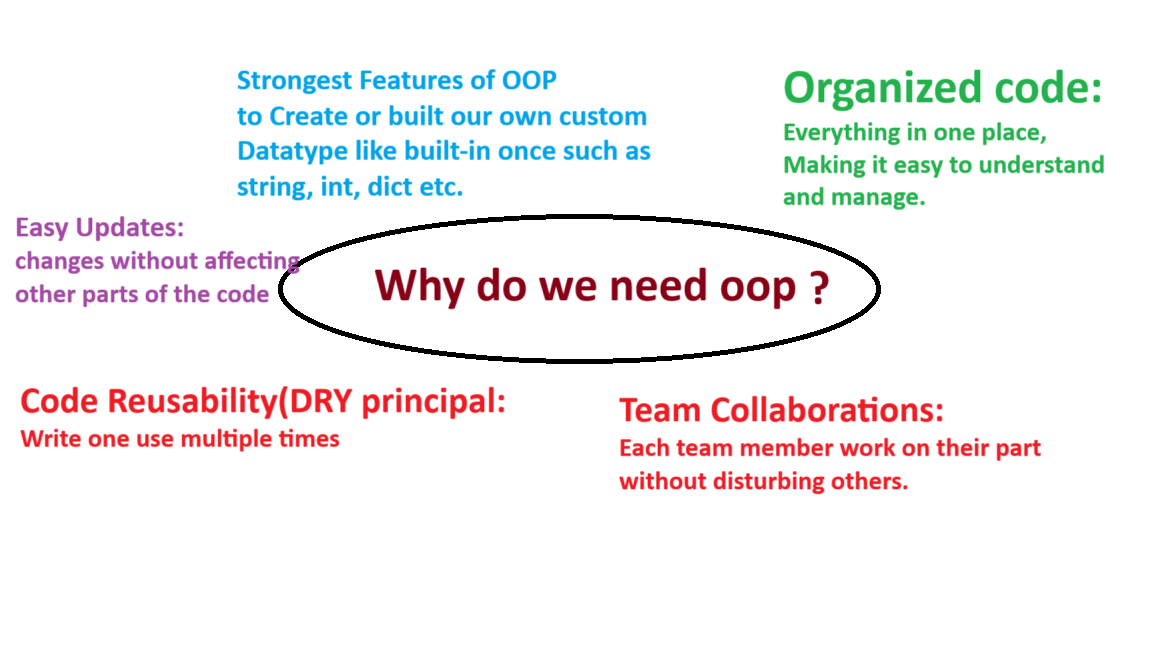 Strongest Features of OOP
to Create or built our own custom
Datatype like built-in once such as
string, int, dict etc.
Organized code:
Everything in one place,
Making it easy to understand
and manage.
Easy Updates:
changes without affecting
other parts of the code
Why do we need oop ?
Code Reusability(DRY principal:
Write one use multiple times
Team Collaborations:
Each team member work on their part
without disturbing others.